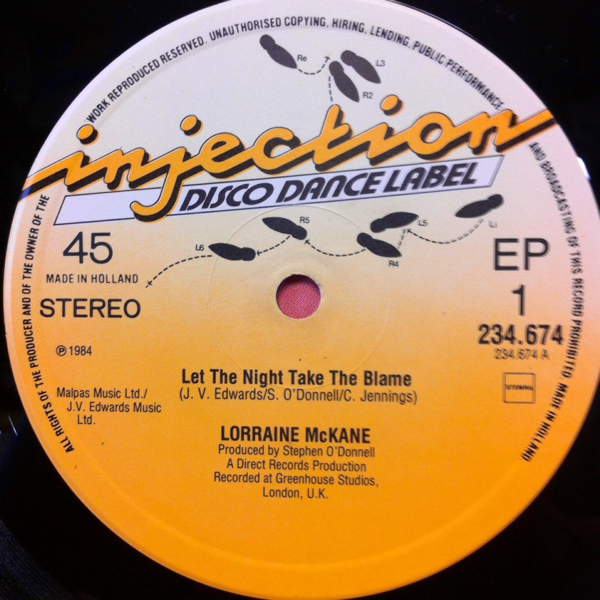 WORK REPRODUCED RESERVED. UNAUTHORISED COPYING, HIRING, LENDING, PUBLIC PERFORMANCE
AND BROADCASTING OF THIS RECORD PROHIBITED MADE IN HOLLAND
ALL RIGHTS OF THE PRODUCER AND OF THE OWNER OF THE
Re
L3
R2
injection
DISCO DANCE LABEL
R5
L5
Li
L6
R4
45
MADE IN HOLLAND
STEREO
EP
1
234.674
234.674 A
℗ 1984
STEMRA
Malpas Music Ltd./
J.V. Edwards Music
Ltd.
Let The Night Take The Blame
(J. V. Edwards/S. O'Donnell/C. Jennings)
LORRAINE McKANE
Produced by Stephen O'Donnell
A Direct Records Production
Recorded at Greenhouse Studios,
London, U.K.